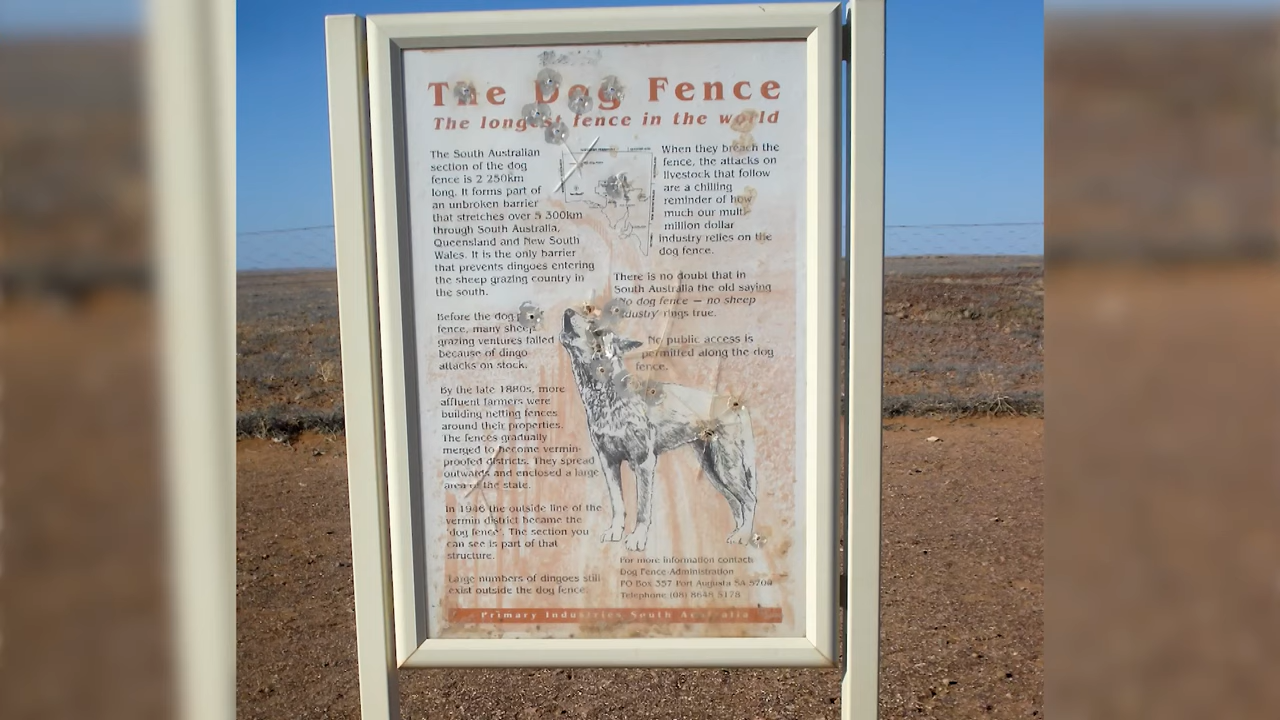 The Dog Fence
The longest fence in the world
The South Australian
section of the dog
fence is 2 250km
long. It forms part of
an unbroken barrier
that stretches over 5 300km
through South Australia,
Queensland and New South
Wales. It is the only barrier
that prevents dingoes entering
the sheep grazing country in
the south.
Before the dog
fence, many sheep
grazing ventures failed
because of dingo
attacks on stock.
By the late 1880s, more
affluent farmers were
building netting fences
around their properties.
The fences gradually
merged to become vermin-
proofed districts. They spread
outwards and enclosed a large
area of the state.
In 1946 the outside line of the
vermin district became the
'dog fence'. The section you
can see is part of that
structure.
Large numbers of dingoes still
exist outside the dog fence.
When they breach the
fence, the attacks on
livestock that follow
are a chilling
reminder of how
much our multi-
million dollar
industry relies on the
dog fence.
There is no doubt that in
South Australia the old saying
'No dog fence — no sheep
industry' rings true.
No public access is
permitted along the dog
fence.
For more information contact:
Dog Fence Administration
PO Box 357 Port Augusta SA 5700
Telephone (08) 8648 5178
Primary Industries South Australia